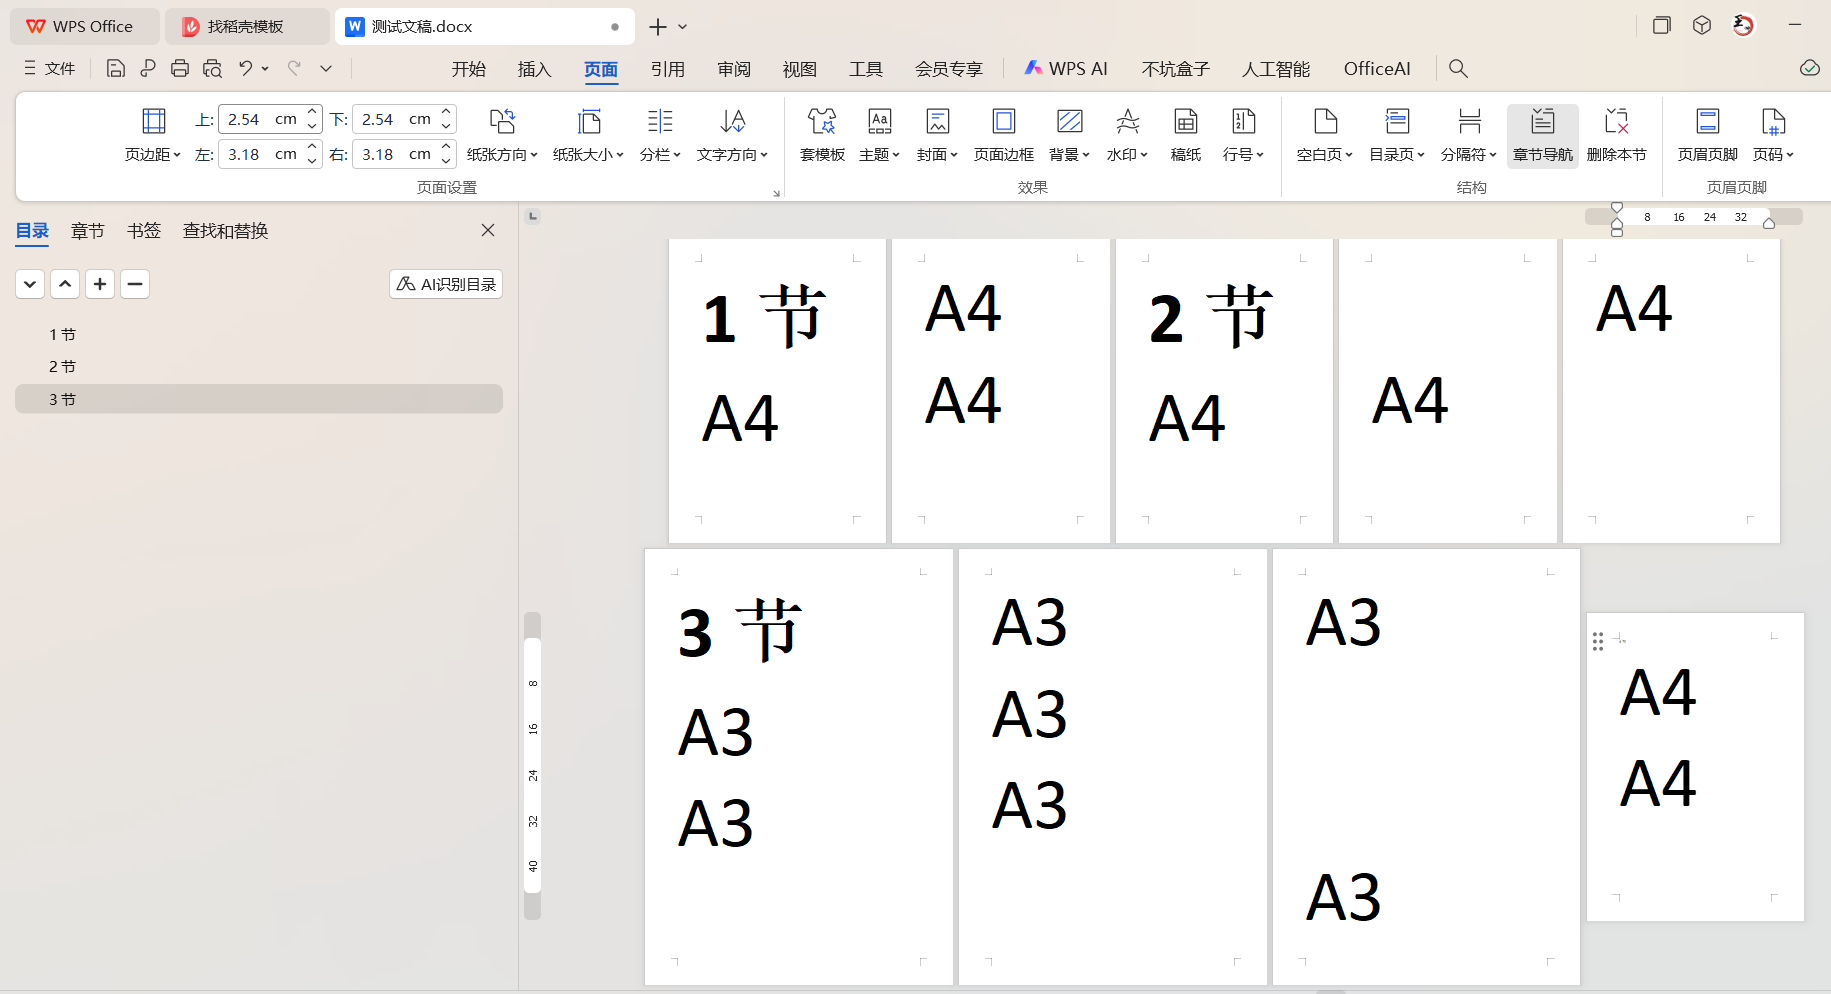 WPS Office 找稻壳模板 测试文稿.docx
文件 开始 插入 页面 引用 审阅 视图 工具 会员专享 WPS AI 不坑盒子 人工智能 OfficeAI
上: 2.54 cm 下: 2.54 cm
页边距 左: 3.18 cm 右: 3.18 cm 纸张方向 纸张大小 分栏 文字方向 套模板 主题 封面 页面边框 背景 水印 稿纸 行号 空白页 目录页 分隔符 章节导航 删除本节 页眉页脚 页码
页面设置 效果 结构 页眉页脚
目录 章节 书签 查找和替换
AI识别目录
1 节
2 节
3 节
8 16 24 32
1 节
A4
A4
A4
2 节
A4
A4
A4
8
16
24
32
40
3 节
A3
A3
A3
A3
A3
A3
A3
A4
A4